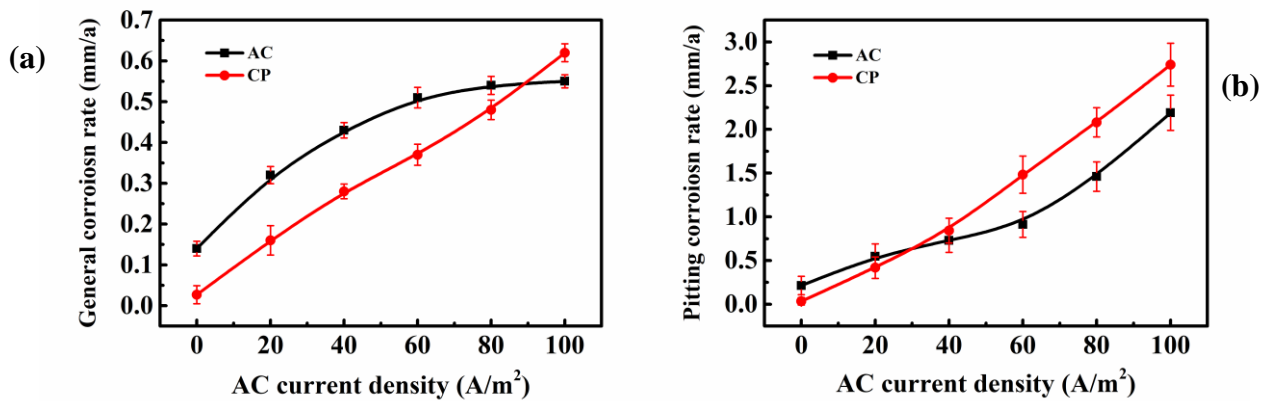 (a)
General corroiosn rate (mm/a)
0.7
0.6
0.5
0.4
0.3
0.2
0.1
0.0
AC
CP
0 20 40 60 80 100
AC current density (A/m²)
(b)
Pitting corroiosn rate (mm/a)
3.0
2.5
2.0
1.5
1.0
0.5
0.0
AC
CP
0 20 40 60 80 100
AC current density (A/m²)